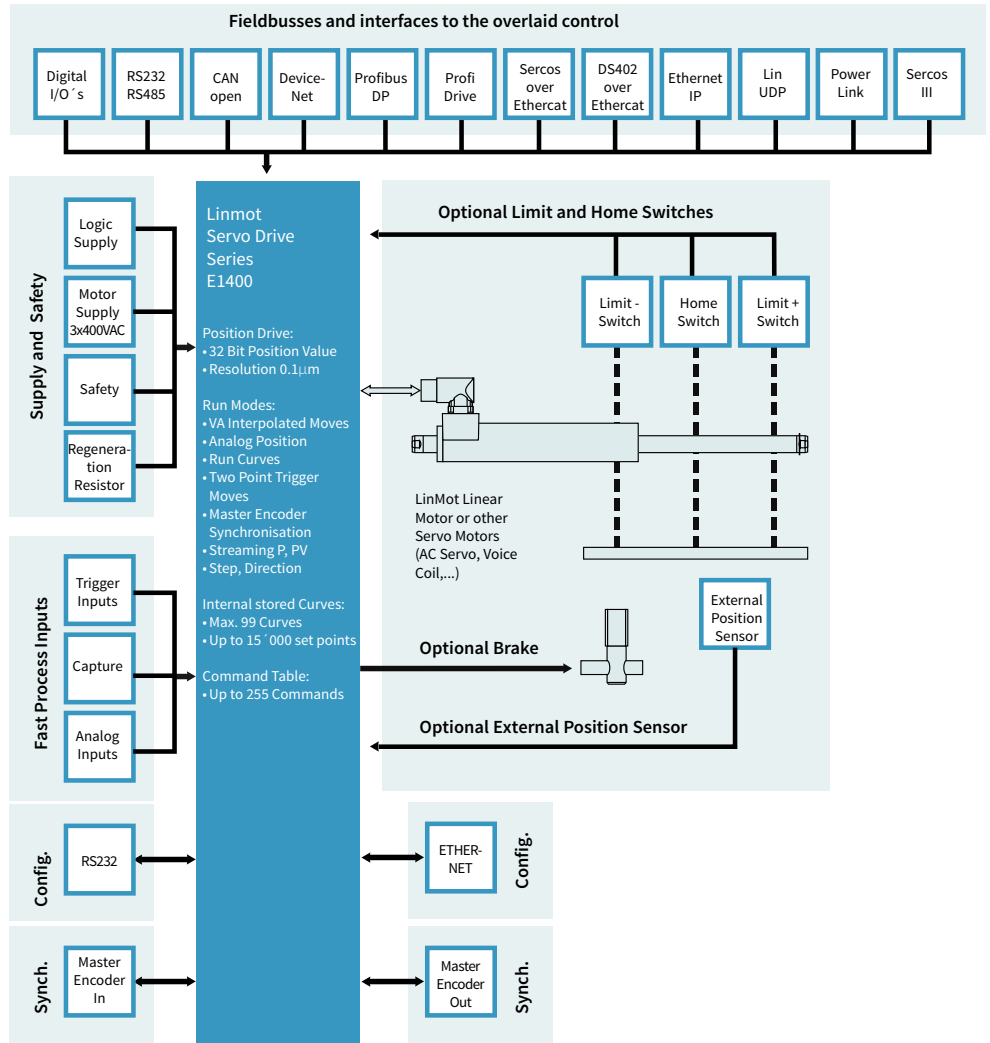 Fieldbusses and interfaces to the overlaid control
Digital
I/O´s
RS232
RS485
CAN
open
Device-
Net
Profibus
DP
Profi
Drive
Sercos
over
Ethercat
DS402
over
Ethercat
Ethernet
IP
Lin
UDP
Power
Link
Sercos
III
Supply and Safety
Logic
Supply
Motor
Supply
3x400VAC
Safety
Regenera-
tion
Resistor
Linmot
Servo Drive
Series
E1400
Position Drive:
• 32 Bit Position Value
• Resolution 0.1µm
Run Modes:
• VA Interpolated Moves
• Analog Position
• Run Curves
• Two Point Trigger
Moves
• Master Encoder
Synchronisation
• Streaming P, PV
• Step, Direction
Internal stored Curves:
• Max. 99 Curves
• Up to 15´000 set points
Command Table:
• Up to 255 Commands
Optional Limit and Home Switches
Limit -
Switch
Home
Switch
Limit +
Switch
LinMot Linear
Motor or other
Servo Motors
(AC Servo, Voice
Coil,...)
External
Position
Sensor
Optional Brake
Optional External Position Sensor
Fast Process Inputs
Trigger
Inputs
Capture
Analog
Inputs
Config.
RS232
ETHER-
NET
Config.
Synch.
Master
Encoder
In
Master
Encoder
Out
Synch.